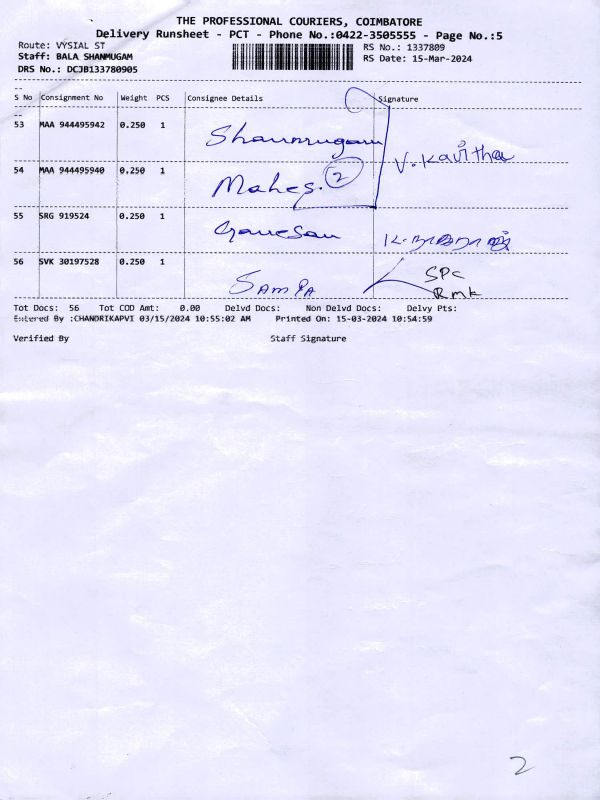 THE PROFESSIONAL COURIERS, COIMBATORE
Delivery Runsheet - PCT - Phone No.:0422-3505555 - Page No.:5
Route: VYSIAL ST
RS No.: 1337809
Staff: BALA SHANMUGAM
RS Date: 15-Mar-2024
DRS No.: DCJB133780905
S No Consignment No Weight PCS Consignee Details Signature
53 MAA 944495942 0.250 1 Shanmugam V. Kavitha
54 MAA 944495940 0.250 1 Mahes. 2
55 SRG 919524 0.250 1 Ganesan
56 SVK 30197528 0.250 1 SPC
RMK
Tot Docs: 56 Tot COD Amt: 0.00 Delvd Docs: Non Delvd Docs: Delvy Pts:
Entered By :CHANDRIKAPVI 03/15/2024 10:55:02 AM Printed On: 15-03-2024 10:54:59
Verified By Staff Signature
2